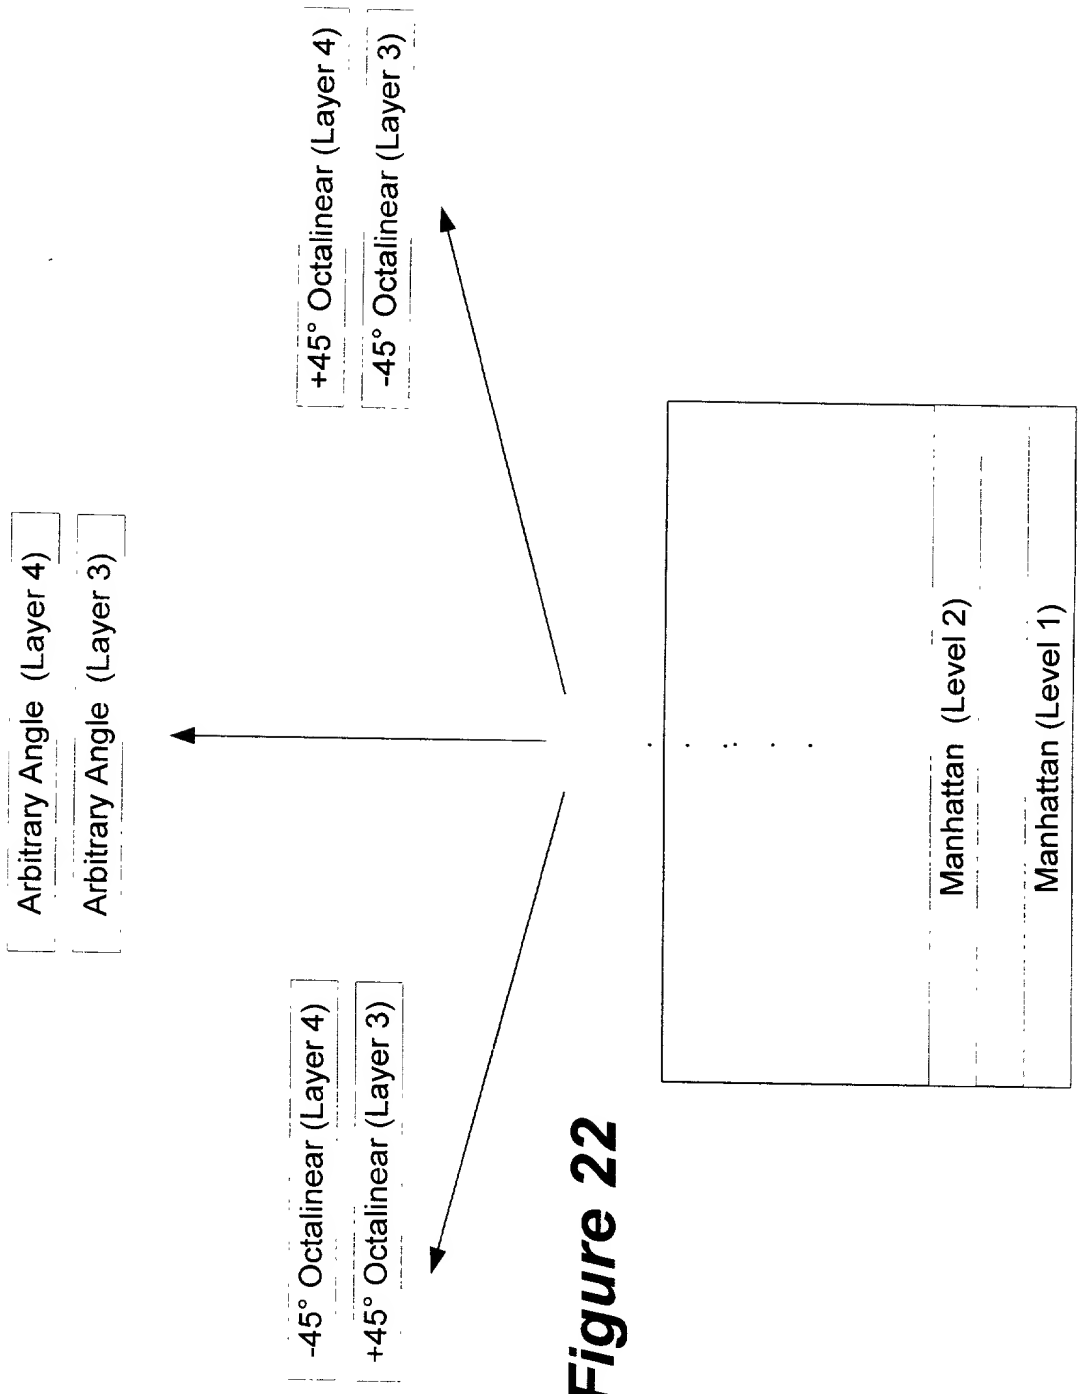 Arbitrary Angle (Layer 4)
Arbitrary Angle (Layer 3)
-45° Octalinear (Layer 4)
+45° Octalinear (Layer 3)
+45° Octalinear (Layer 4)
-45° Octalinear (Layer 3)
Manhattan (Level 2)
Manhattan (Level 1)
Figure 22